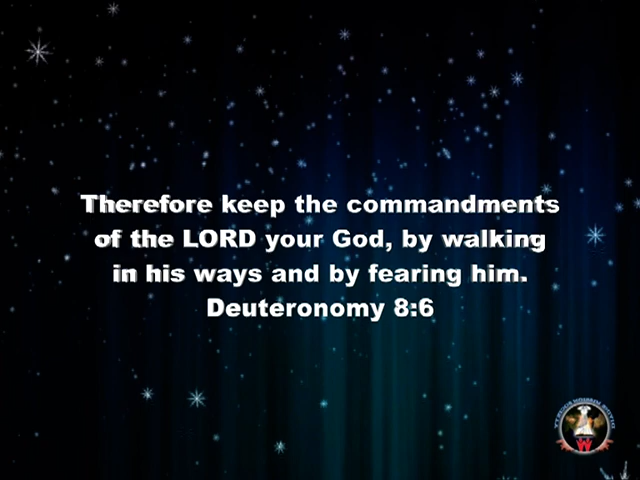 Therefore keep the commandments
of the LORD your God, by walking
in his ways and by fearing him.
Deuteronomy 8:6
W